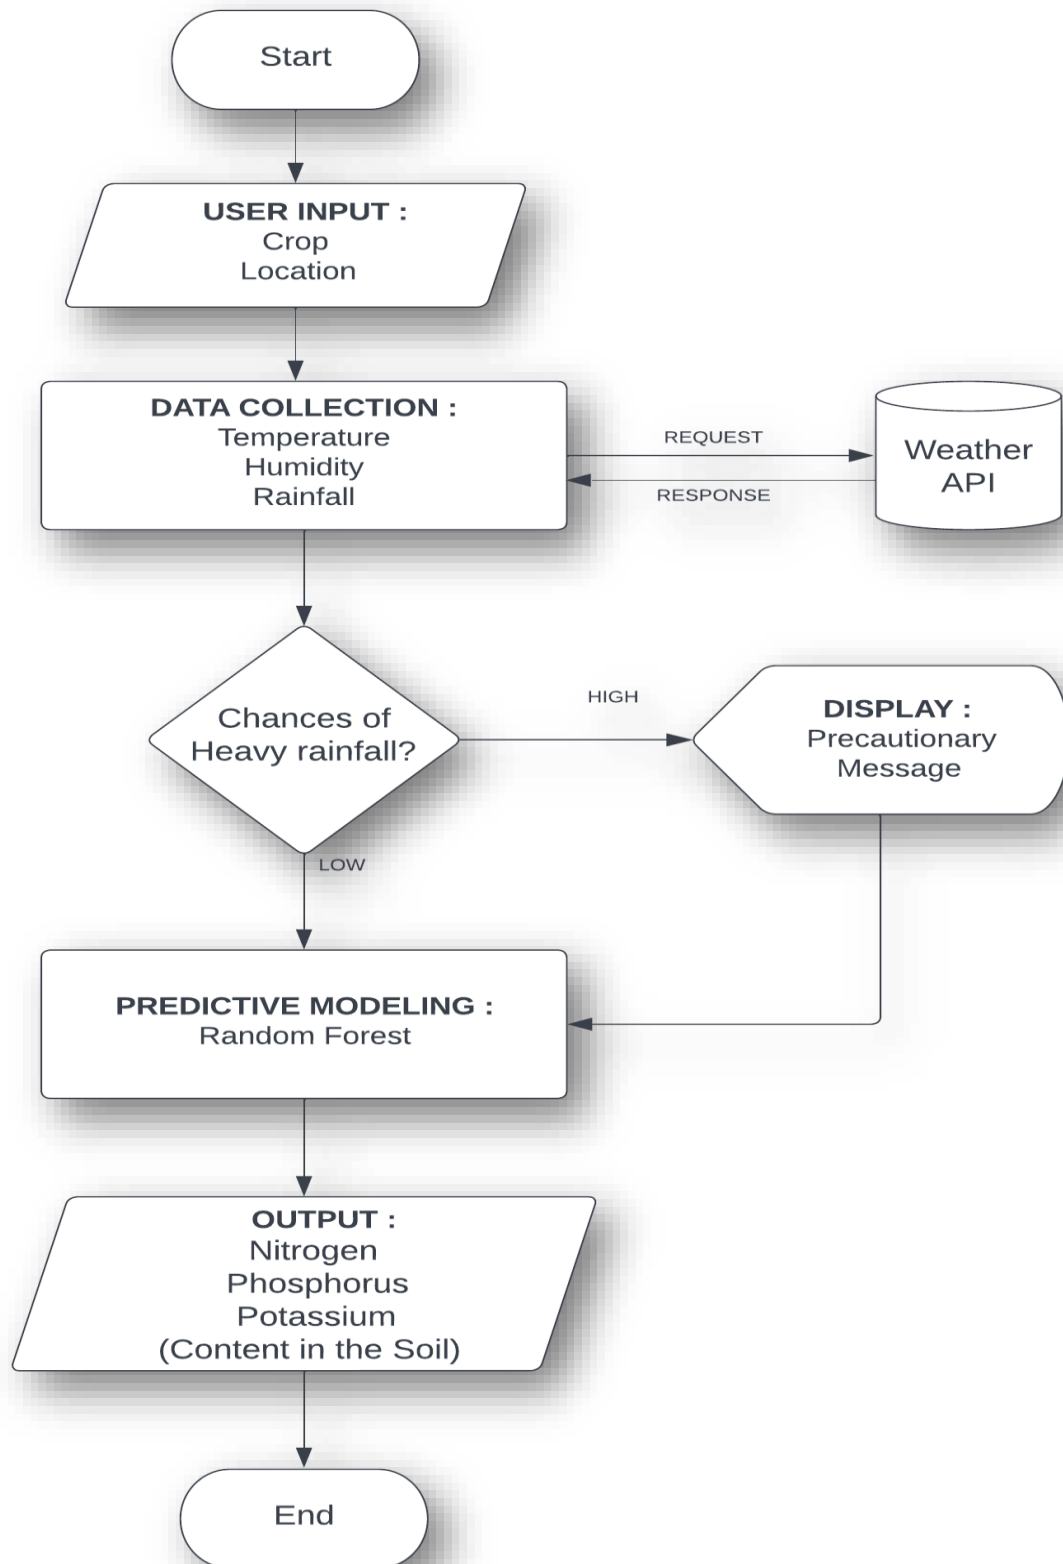 Start
USER INPUT :
Crop
Location
DATA COLLECTION :
Temperature
Humidity
Rainfall
REQUEST
RESPONSE
Weather
API
Chances of
Heavy rainfall?
HIGH
DISPLAY :
Precautionary
Message
LOW
PREDICTIVE MODELING :
Random Forest
OUTPUT :
Nitrogen
Phosphorus
Potassium
(Content in the Soil)
End